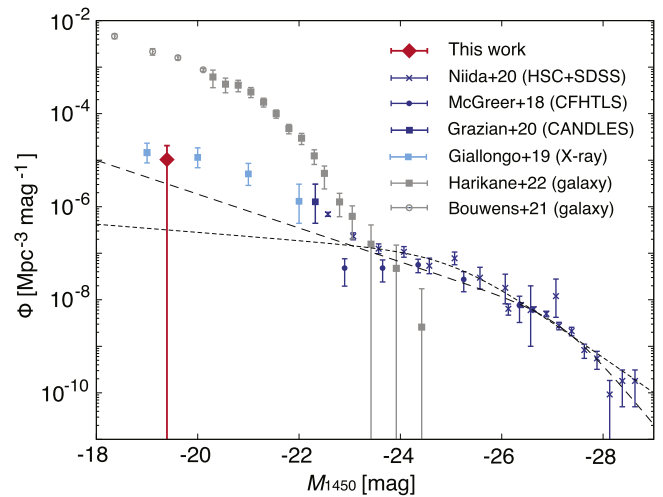 10⁻²
10⁻⁴
10⁻⁶
10⁻⁸
10⁻¹⁰
Φ [Mpc⁻³ mag⁻¹]
This work
Niida+20 (HSC+SDSS)
McGreer+18 (CFHTLS)
Grazian+20 (CANDLES)
Giallongo+19 (X-ray)
Harikane+22 (galaxy)
Bouwens+21 (galaxy)
-18 -20 -22 -24 -26 -28
M₁₄₅₀ [mag]